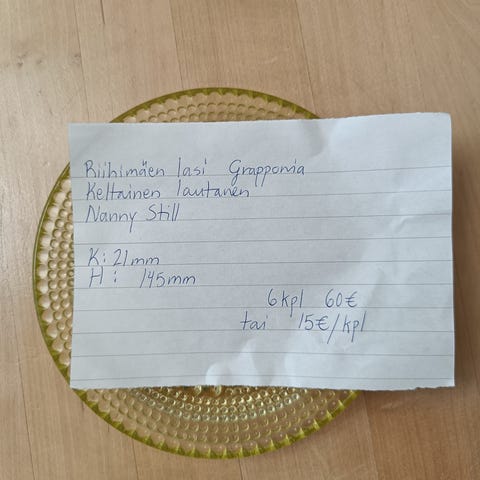 Riihimäen lasi Grapponia
Keltainen lautanen
Nanny Still
K: 21mm
H: 145mm
6kpl 60€
tai 15€/kpl